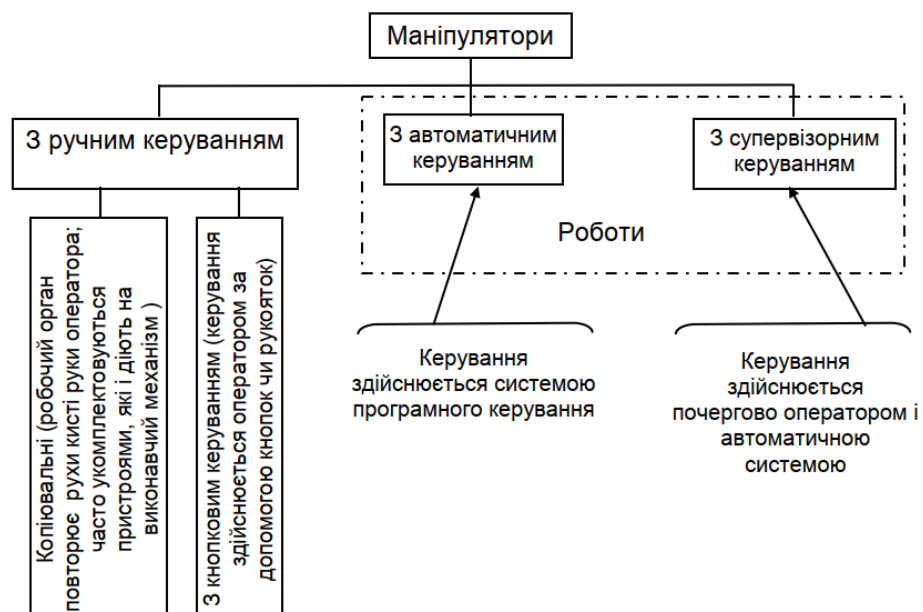 Маніпулятори
З ручним керуванням
З автоматичним
керуванням
З супервізорним
керуванням
Роботи
Копіювальні (робочий орган
повторює рухи кисті руки оператора;
часто укомплектовуються
пристроями, які і діють на
виконавчий механізм )
З кнопковим керуванням (керування
здійснюється оператором за
допомогою кнопок чи рукояток)
Керування
здійснюється системою
програмного керування
Керування
здійснюється
почергово оператором і
автоматичною
системою